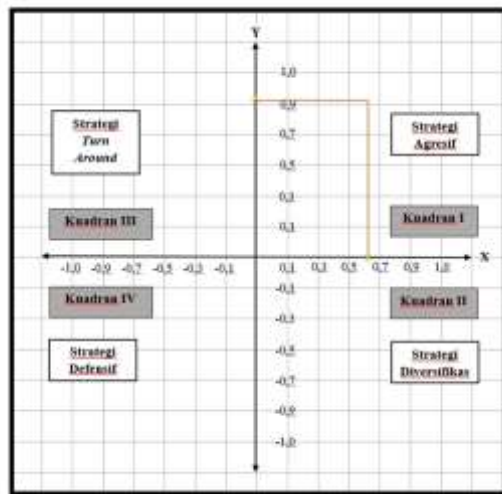 Y
1,0
0,9
0,7
0,5
0,3
0,1
Strategi
Turn
Around
Strategi
Agresif
Kuadran III
Kuadran I
X
-1,0 -0,9 -0,7 -0,5 -0,3 -0,1 0,1 0,3 0,5 0,7 0,9 1,0
Kuadran IV
Kuadran II
-0,1
-0,3
-0,5
-0,7
-0,9
-1,0
Strategi
Defensif
Strategi
Diversifikas